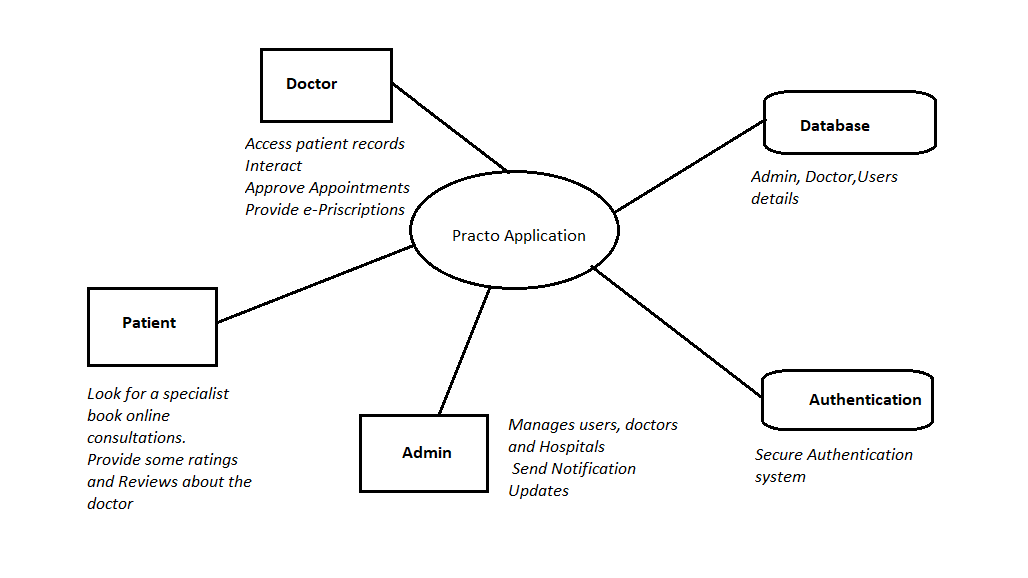 Doctor
Access patient records
Interact
Approve Appointments
Provide e-Priscriptions
Database
Admin, Doctor,Users
details
Practo Application
Patient
Look for a specialist
book online
consultations.
Provide some ratings
and Reviews about the
doctor
Admin
Manages users, doctors
and Hospitals
Send Notification
Updates
Authentication
Secure Authentication
system